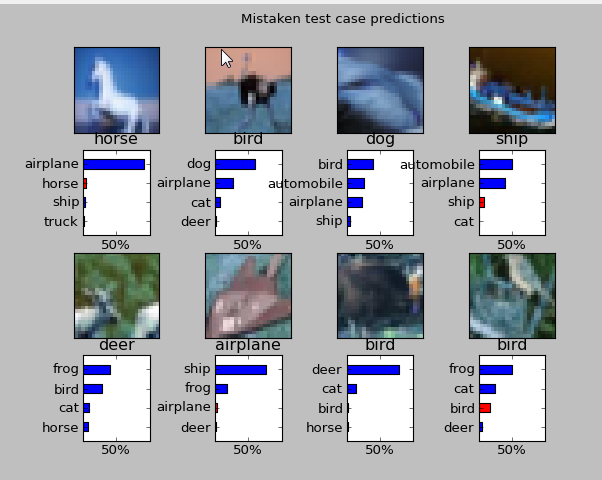 Mistaken test case predictions
horse bird dog ship
airplane dog bird automobile
horse airplane automobile airplane
ship cat airplane ship
truck deer ship cat
50% 50% 50% 50%
deer airplane bird bird
frog ship deer frog
bird frog cat cat
cat airplane bird bird
horse deer horse deer
50% 50% 50% 50%